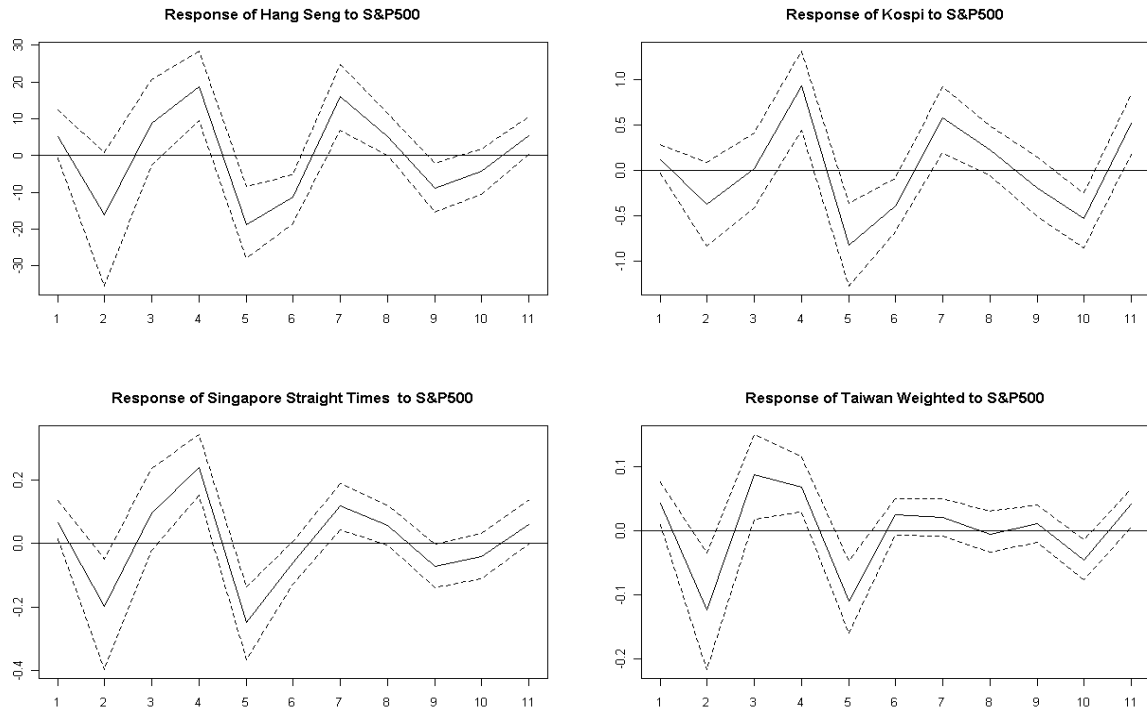 Response of Hang Seng to S&P500
30
20
10
0
-10
-20
-30
1 2 3 4 5 6 7 8 9 10 11
Response of Kospi to S&P500
1.0
0.5
0.0
-0.5
-1.0
1 2 3 4 5 6 7 8 9 10 11
Response of Singapore Straight Times to S&P500
0.2
0.0
-0.2
-0.4
1 2 3 4 5 6 7 8 9 10 11
Response of Taiwan Weighted to S&P500
0.1
0.0
-0.1
-0.2
1 2 3 4 5 6 7 8 9 10 11